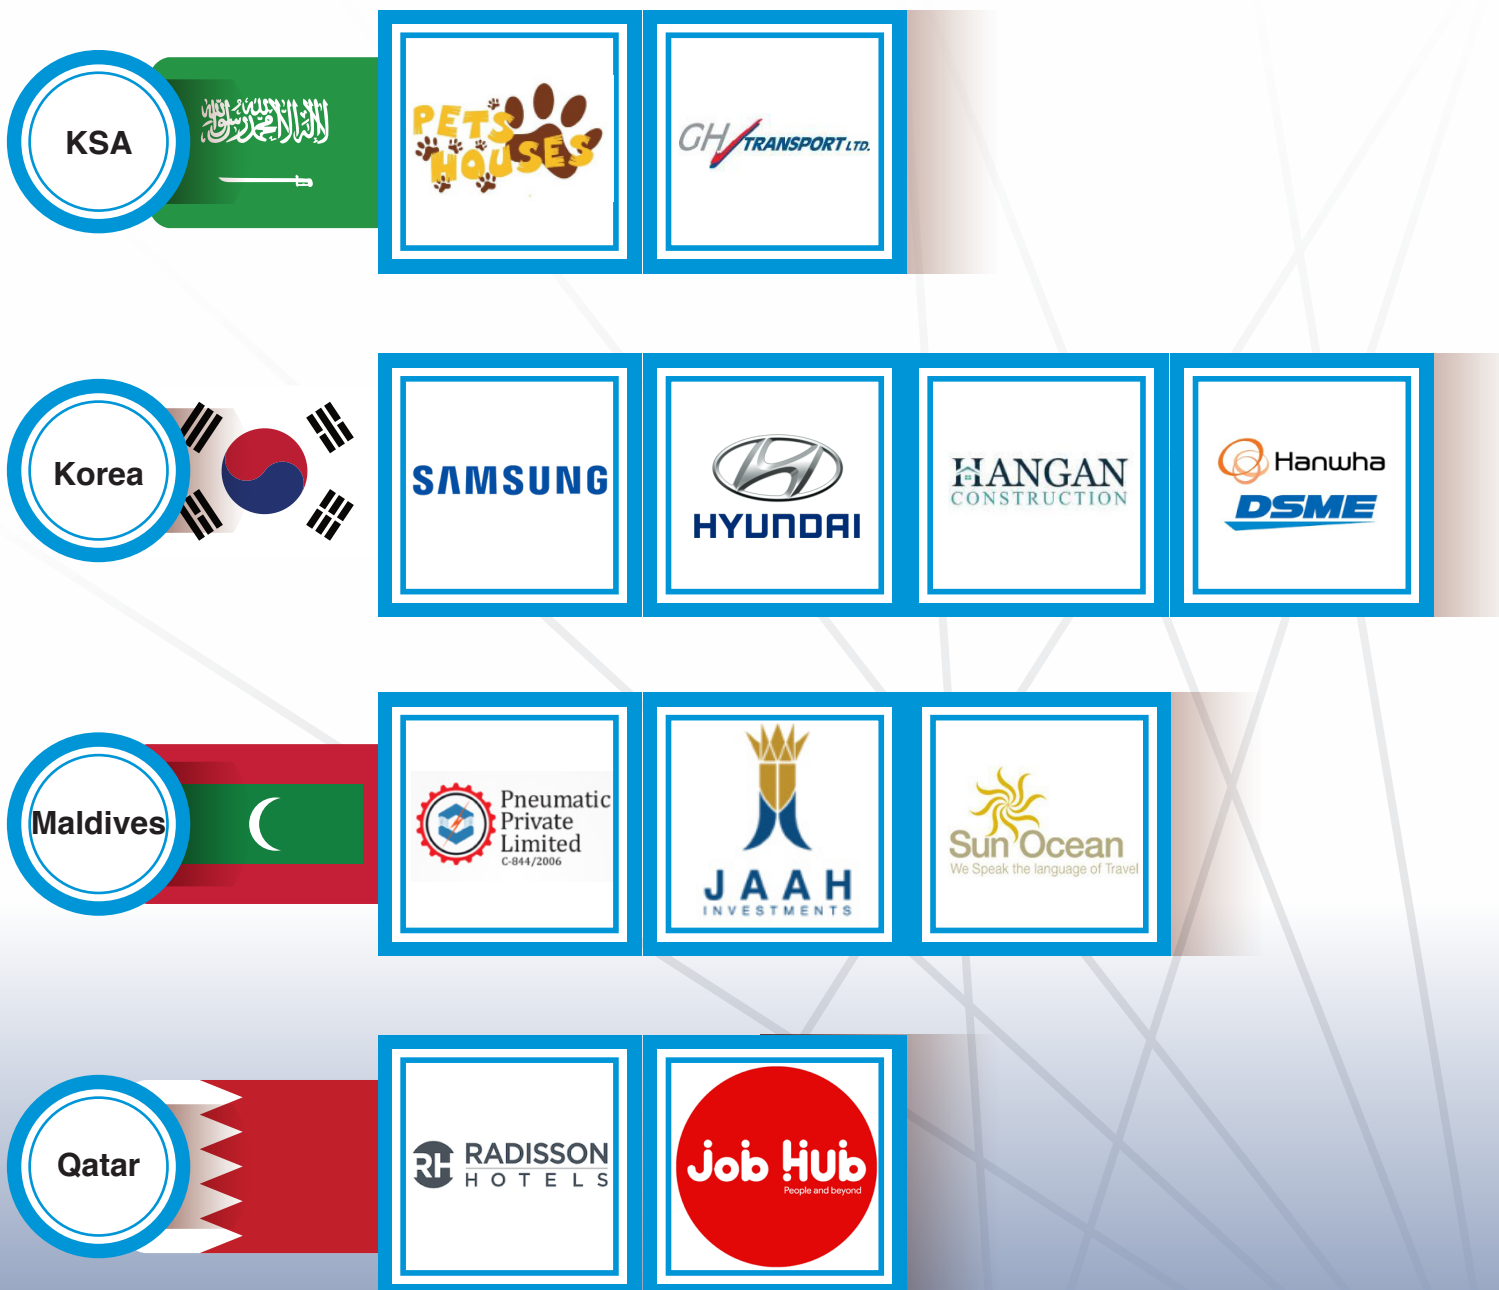 KSA
لا إله إلا الله محمد رسول الله
PETS
HOUSES
GH TRANSPORT LTD.
Korea
SAMSUNG
HYUNDAI
HANGAN
CONSTRUCTION
Hanwha
DSME
Maldives
Pneumatic
Private
Limited
C-844/2006
JAAH
INVESTMENTS
Sun Ocean
We Speak the language of Travel
Qatar
RH RADISSON
HOTELS
Job Hub
People and beyond